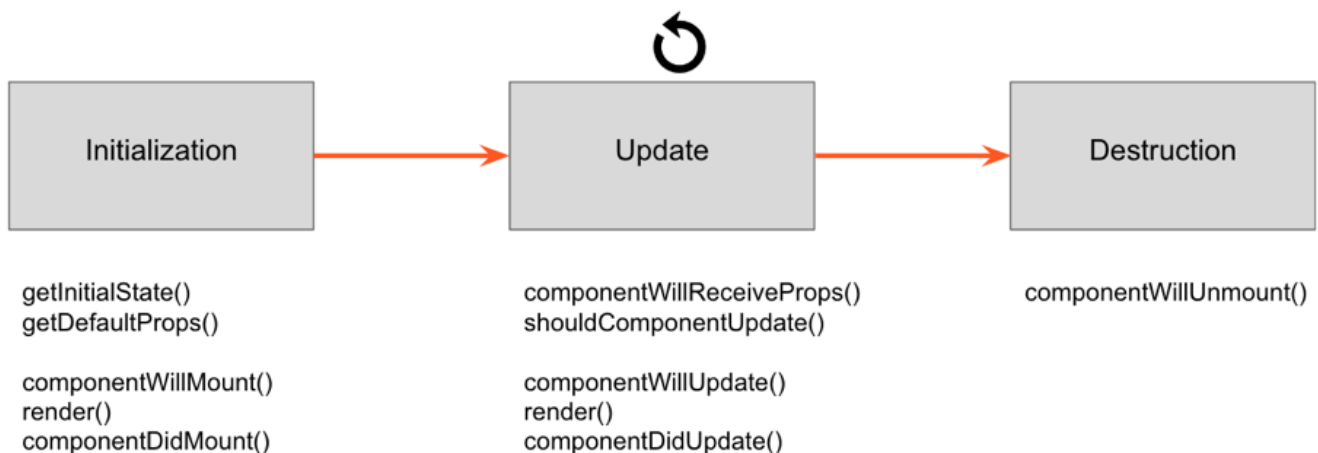 Initialization
Update
Destruction
getInitialState()
getDefaultProps()
componentWillMount()
render()
componentDidMount()
componentWillReceiveProps()
shouldComponentUpdate()
componentWillUpdate()
render()
componentDidUpdate()
componentWillUnmount()